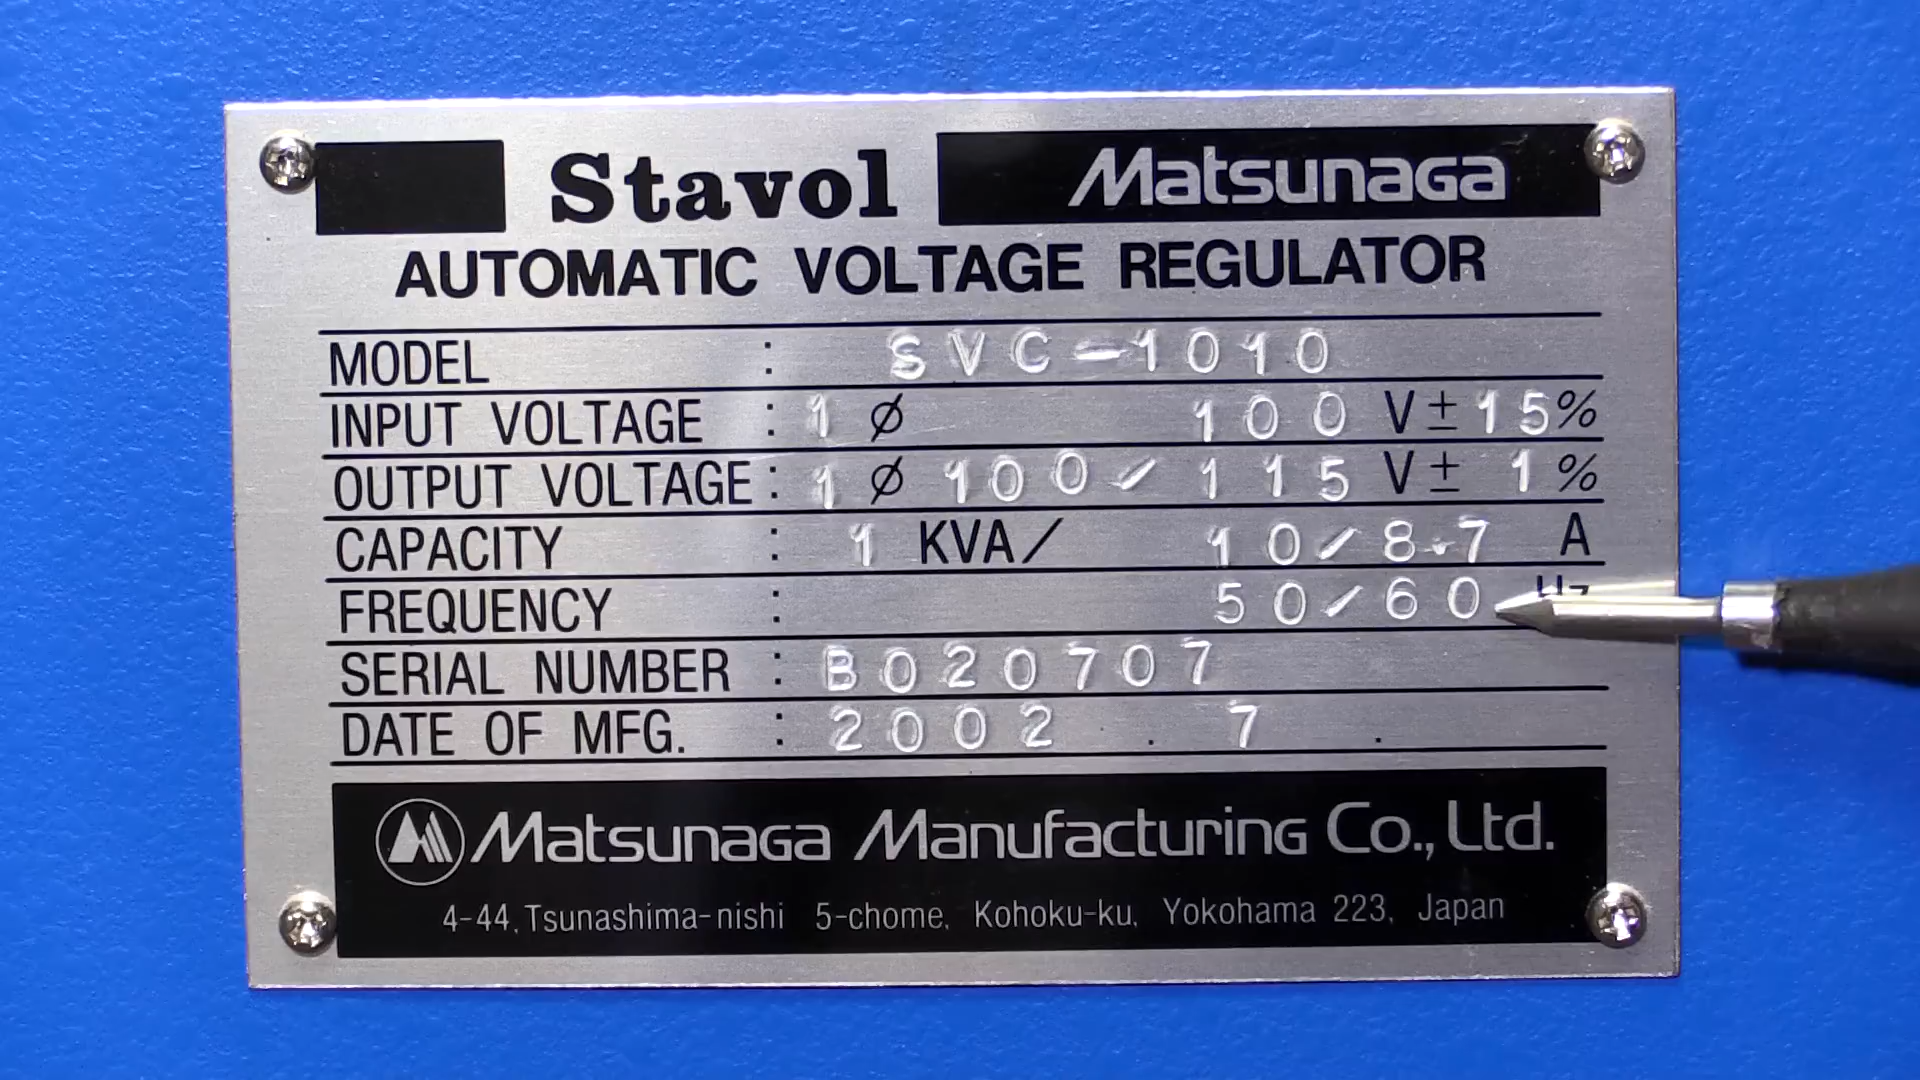 Stavol Matsunaga
AUTOMATIC VOLTAGE REGULATOR
MODEL : SVC-1010
INPUT VOLTAGE : 1 Ø 100 V ± 15 %
OUTPUT VOLTAGE : 1 Ø 100/115 V ± 1 %
CAPACITY : 1 KVA/ 10/8.7 A
FREQUENCY : 50/60 Hz
SERIAL NUMBER : B020707
DATE OF MFG. : 2002 . 7 .
Matsunaga Manufacturing Co., Ltd.
4-44, Tsunashima-nishi 5-chome, Kohoku-ku, Yokohama 223, Japan